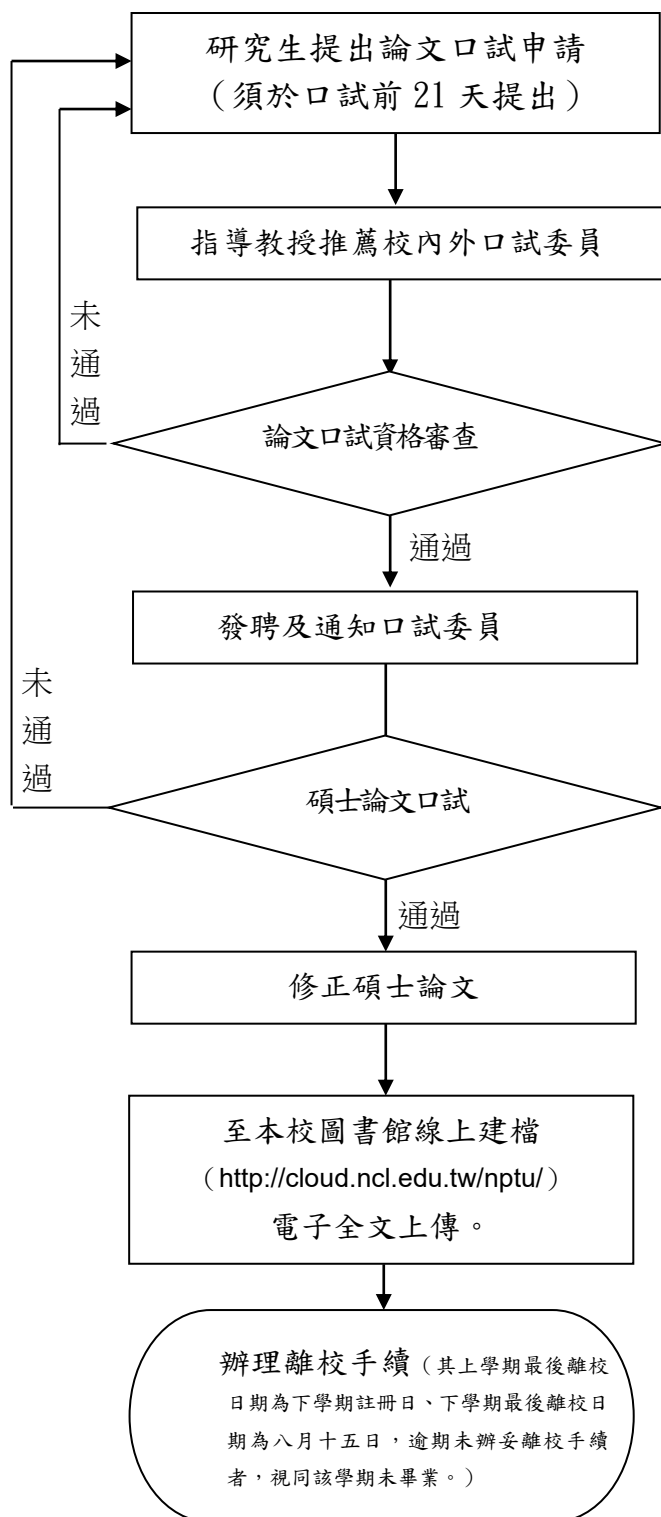 研究生提出論文口試申請
（須於口試前 21 天提出）
指導教授推薦校內外口試委員
未通過
論文口試資格審查
通過
發聘及通知口試委員
未通過
碩士論文口試
通過
修正碩士論文
至本校圖書館線上建檔
（http://cloud.ncl.edu.tw/nptu/）
電子全文上傳。
辦理離校手續（其上學期最後離校
日期為下學期註冊日、下學期最後離校日
期為八月十五日，逾期未辦妥離校手續
者，視同該學期未畢業。）